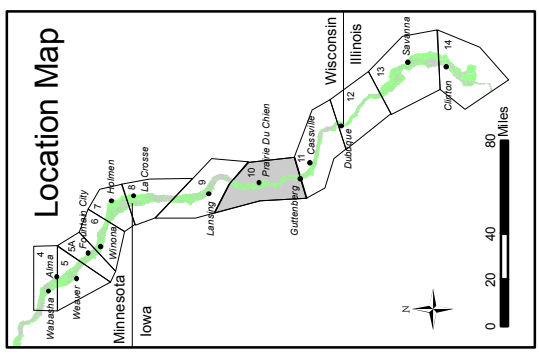 Location Map
4
Alma
Wabasha
5
5A
Fountain City
Weaver
6
Winona
7
Holmen
8
La Crosse
Minnesota
Iowa
9
Lansing
10
Prairie Du Chien
Guttenberg
11
Cassville
Wisconsin
Illinois
12
Dubuque
13
Savanna
14
Clinton
N
0 20 40 80
Miles